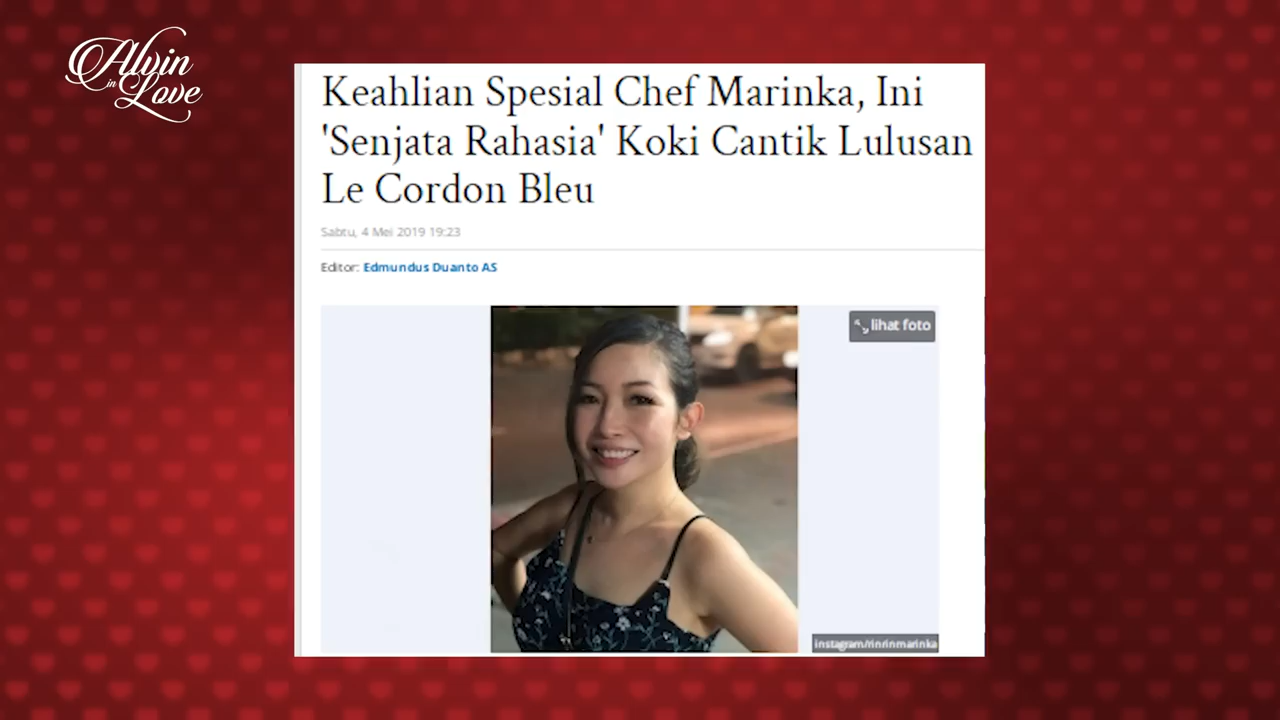 Alvin
in
Love
Keahlian Spesial Chef Marinka, Ini
'Senjata Rahasia' Koki Cantik Lulusan
Le Cordon Bleu
Sabtu, 4 Mei 2019 19:23
Editor: Edmundus Duanto AS
lihat foto
instagram/rinrinmarinka